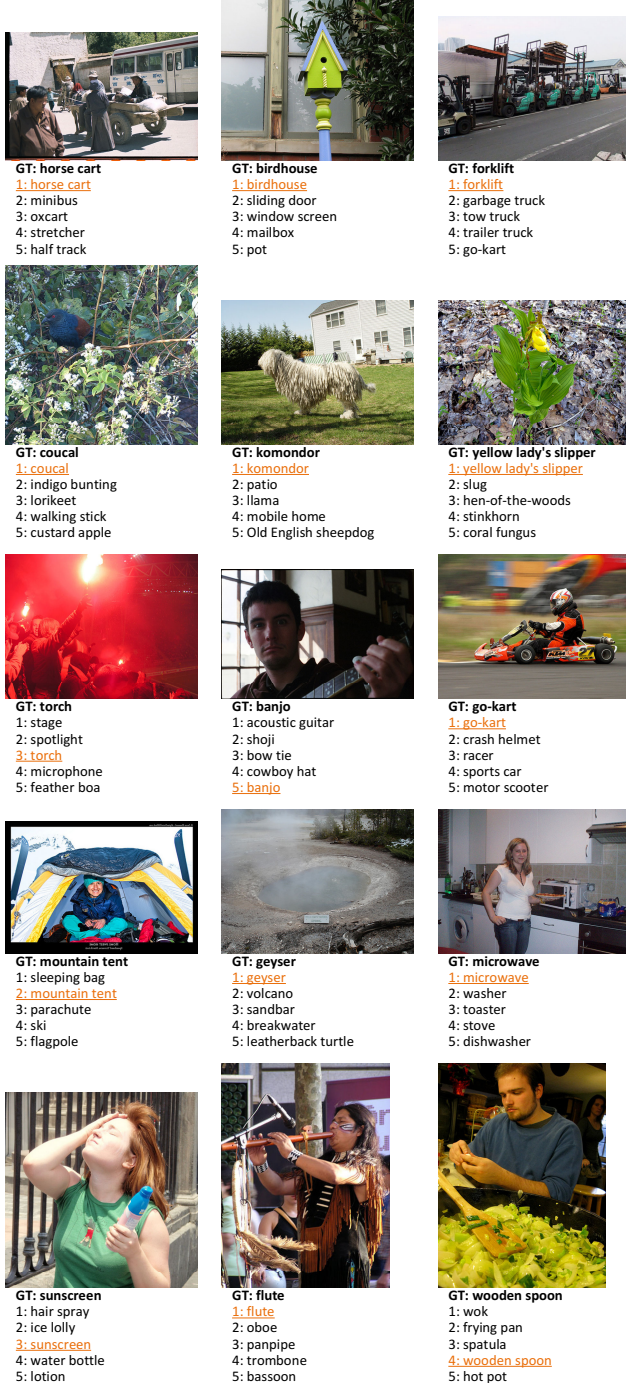 GT: horse cart
1: horse cart
2: minibus
3: oxcart
4: stretcher
5: half track
GT: birdhouse
1: birdhouse
2: sliding door
3: window screen
4: mailbox
5: pot
GT: forklift
1: forklift
2: garbage truck
3: tow truck
4: trailer truck
5: go-kart
GT: coucal
1: coucal
2: indigo bunting
3: lorikeet
4: walking stick
5: custard apple
GT: komondor
1: komondor
2: patio
3: llama
4: mobile home
5: Old English sheepdog
GT: yellow lady's slipper
1: yellow lady's slipper
2: slug
3: hen-of-the-woods
4: stinkhorn
5: coral fungus
GT: torch
1: stage
2: spotlight
3: torch
4: microphone
5: feather boa
GT: banjo
1: acoustic guitar
2: shoji
3: bow tie
4: cowboy hat
5: banjo
GT: go-kart
1: go-kart
2: crash helmet
3: racer
4: sports car
5: motor scooter
GT: mountain tent
1: sleeping bag
2: mountain tent
3: parachute
4: ski
5: flagpole
GT: geyser
1: geyser
2: volcano
3: sandbar
4: breakwater
5: leatherback turtle
GT: microwave
1: microwave
2: washer
3: toaster
4: stove
5: dishwasher
GT: sunscreen
1: hair spray
2: ice lolly
3: sunscreen
4: water bottle
5: lotion
GT: flute
1: flute
2: oboe
3: panpipe
4: trombone
5: bassoon
GT: wooden spoon
1: wok
2: frying pan
3: spatula
4: wooden spoon
5: hot pot